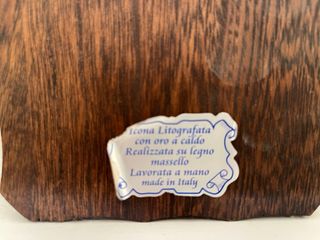 Icona Litografata
con oro a caldo
Realizzata su legno
massello
Lavorata a mano
made in Italy